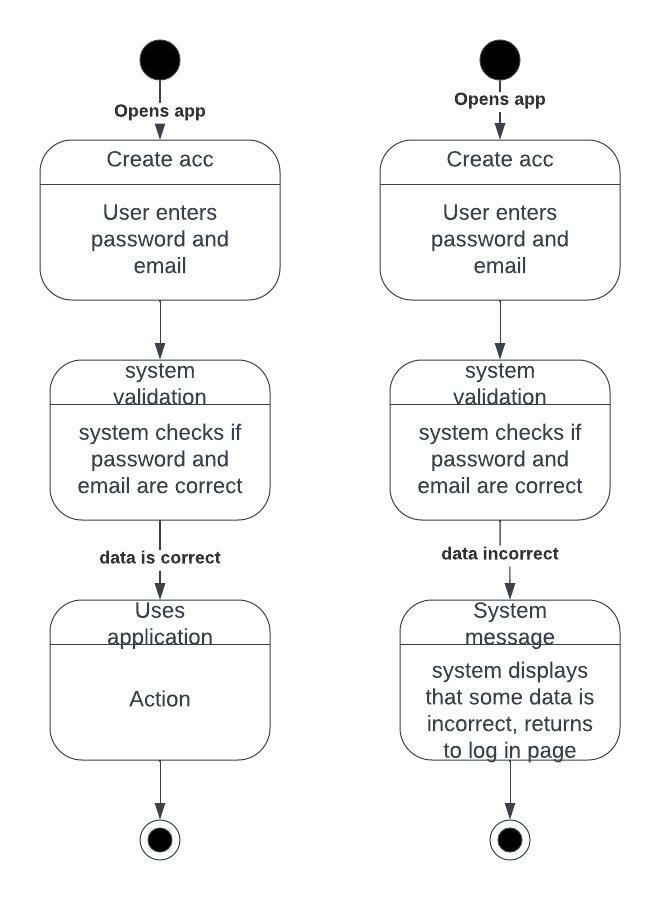 Opens app
Create acc
User enters
password and
email
system
validation
system checks if
password and
email are correct
data is correct
Uses
application
Action
Opens app
Create acc
User enters
password and
email
system
validation
system checks if
password and
email are correct
data incorrect
System
message
system displays
that some data is
incorrect, returns
to log in page